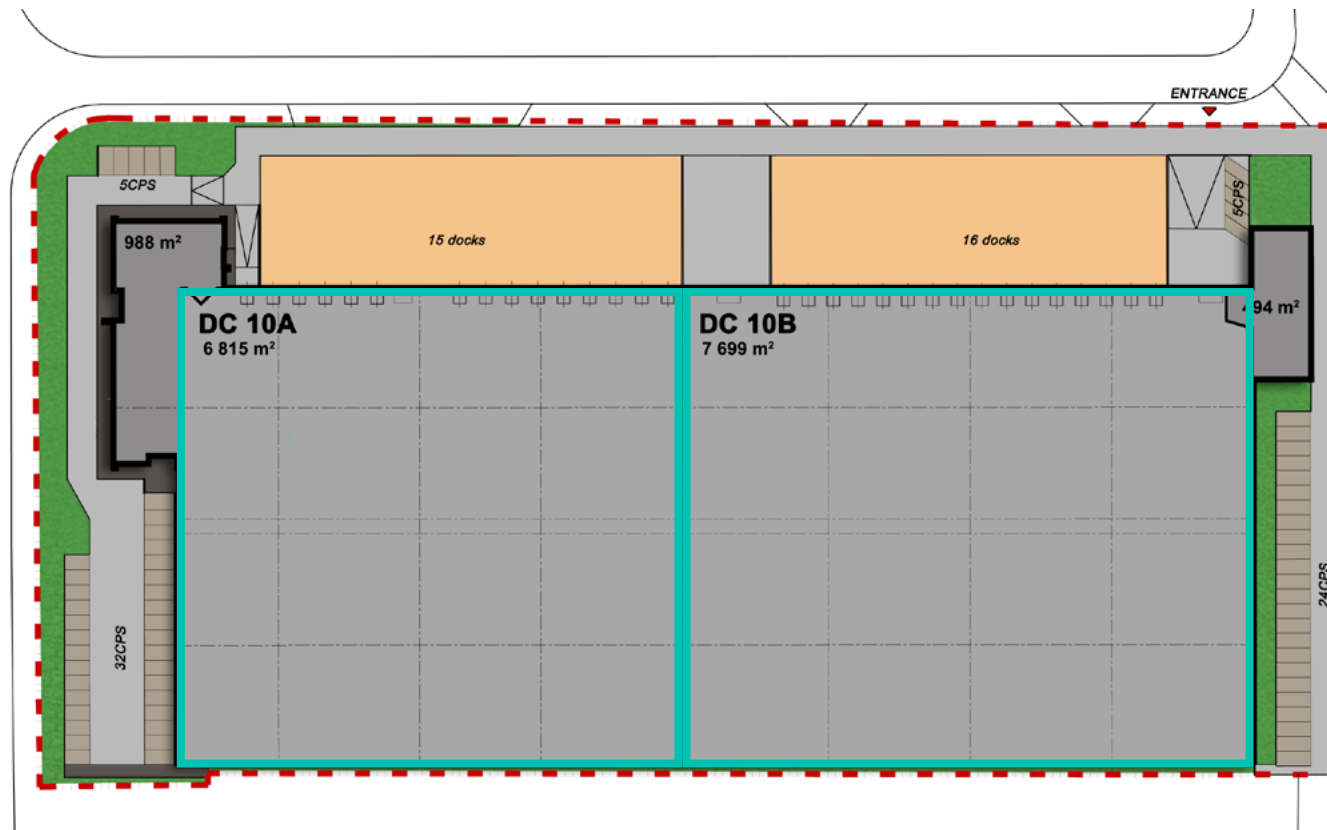 ENTRANCE
5CPS
5CPS
988 m²
15 docks
16 docks
DC 10A
6 815 m²
DC 10B
7 699 m²
494 m²
32CPS
24CPS